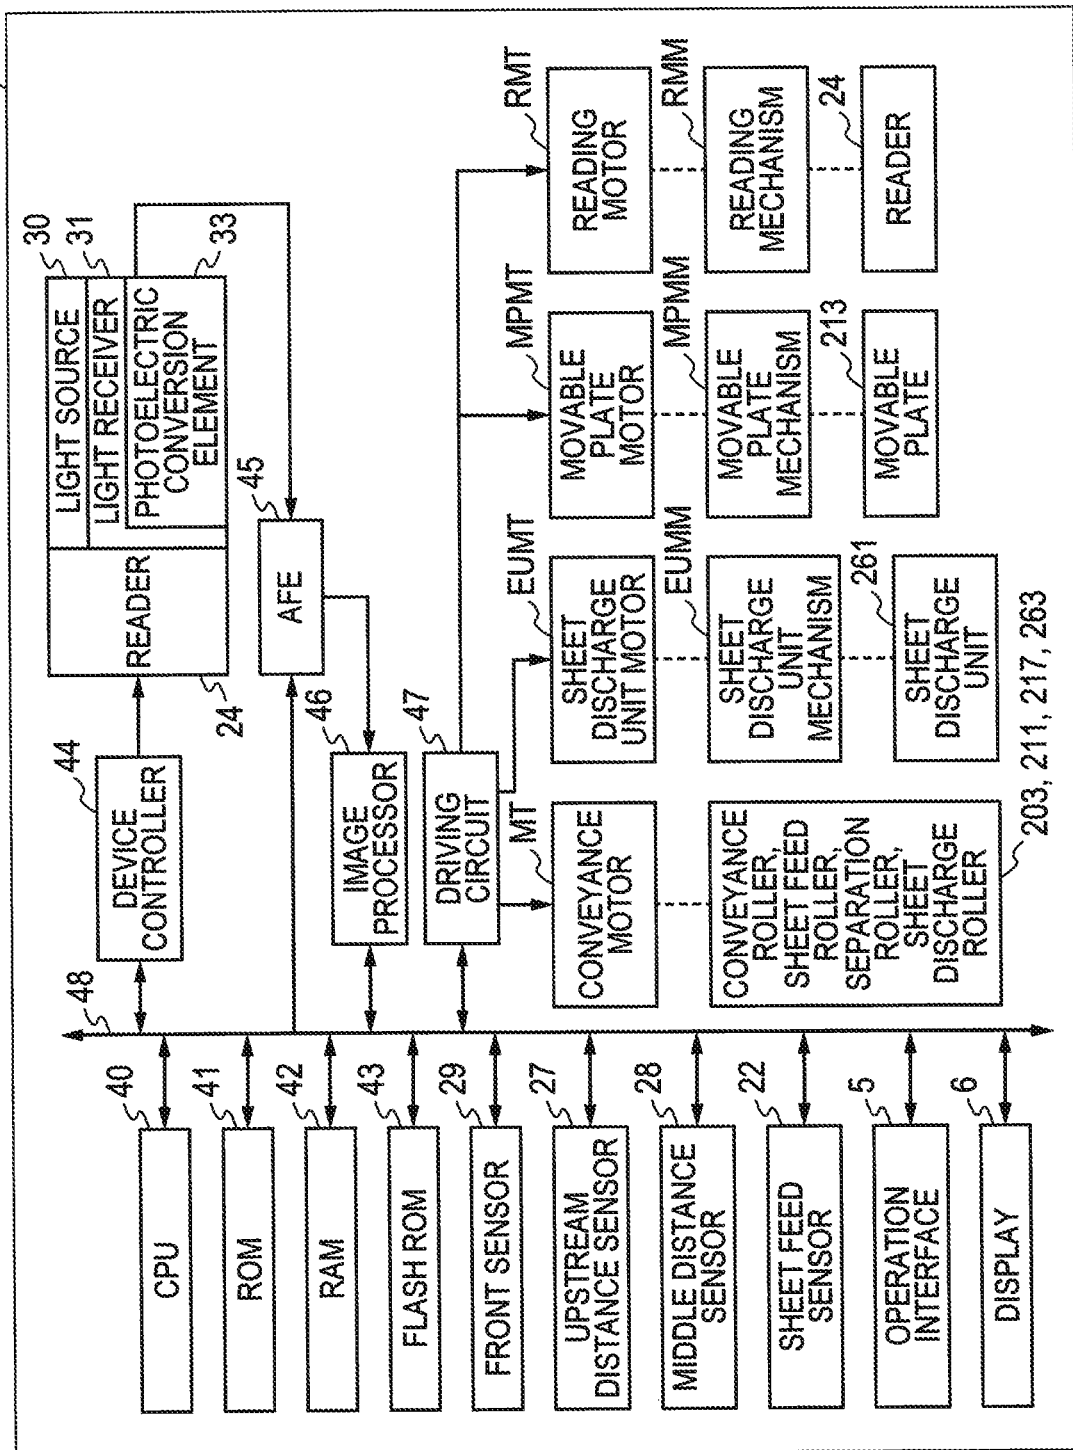 48
40
CPU
41
ROM
42
RAM
43
FLASH ROM
29
FRONT SENSOR
27
UPSTREAM
DISTANCE SENSOR
28
MIDDLE DISTANCE
SENSOR
22
SHEET FEED
SENSOR
5
OPERATION
INTERFACE
6
DISPLAY
44
DEVICE
CONTROLLER
24
READER
LIGHT SOURCE
30
LIGHT RECEIVER
31
PHOTOELECTRIC
CONVERSION
ELEMENT
33
45
AFE
46
IMAGE
PROCESSOR
47
DRIVING
CIRCUIT
MT
CONVEYANCE
MOTOR
CONVEYANCE
ROLLER,
SHEET FEED
ROLLER,
SEPARATION
ROLLER,
SHEET
DISCHARGE
ROLLER
203, 211, 217, 263
EUMT
SHEET
DISCHARGE
UNIT MOTOR
EUMM
SHEET
DISCHARGE
UNIT
MECHANISM
261
SHEET
DISCHARGE
UNIT
MPMT
MOVABLE
PLATE
MOTOR
MPMM
MOVABLE
PLATE
MECHANISM
213
MOVABLE
PLATE
RMT
READING
MOTOR
RMM
READING
MECHANISM
24
READER